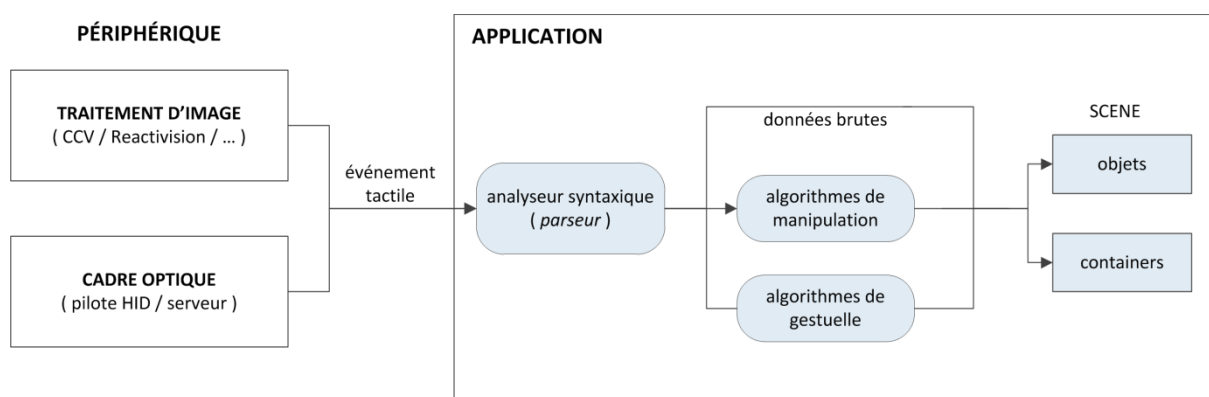 PÉRIPHÉRIQUE
TRAITEMENT D’IMAGE
( CCV / Reactivision / … )
CADRE OPTIQUE
( pilote HID / serveur )
événement
tactile
APPLICATION
analyseur syntaxique
( parseur )
données brutes
algorithmes de
manipulation
algorithmes de
gestuelle
SCENE
objets
containers